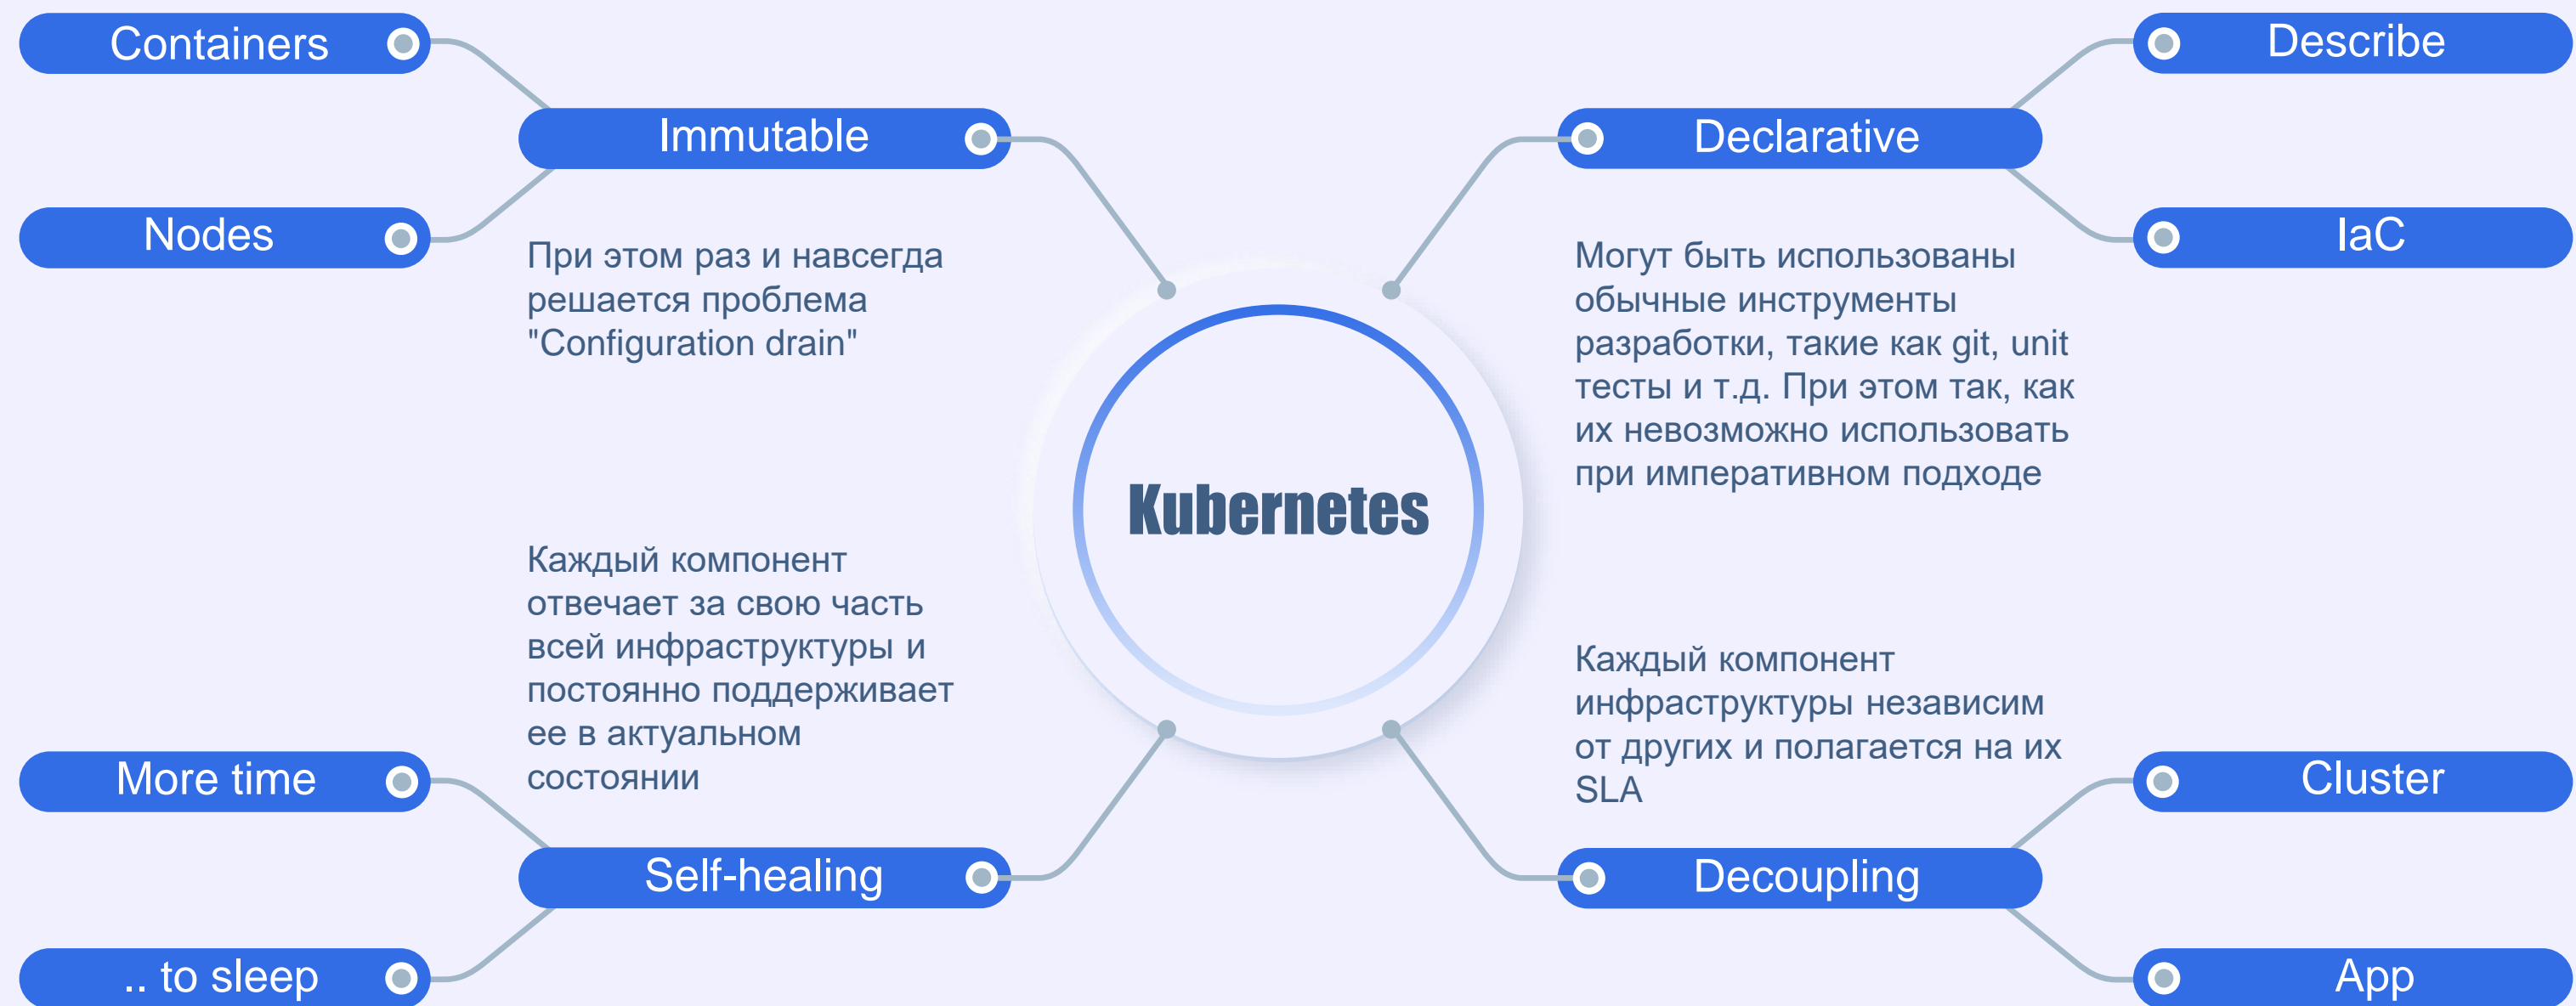 Containers
Immutable
Nodes
При этом раз и навсегда
решается проблема
"Configuration drain"
Describe
Declarative
IaC
Могут быть использованы
обычные инструменты
разработки, такие как git, unit
тесты и т.д. При этом так, как
их невозможно использовать
при императивном подходе
Kubernetes
Каждый компонент
отвечает за свою часть
всей инфраструктуры и
постоянно поддерживает
ее в актуальном
состоянии
More time
Self-healing
.. to sleep
Каждый компонент
инфраструктуры независим
от других и полагается на их
SLA
Cluster
Decoupling
App